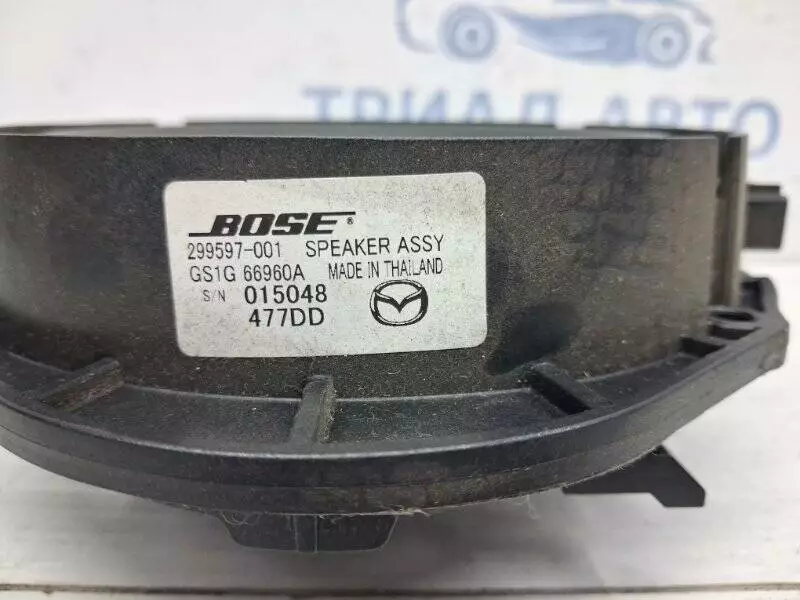 ТРИАЛ АВТО
BOSE®
299597-001 SPEAKER ASSY
GS1G 66960A MADE IN THAILAND
S/N 015048
477DD